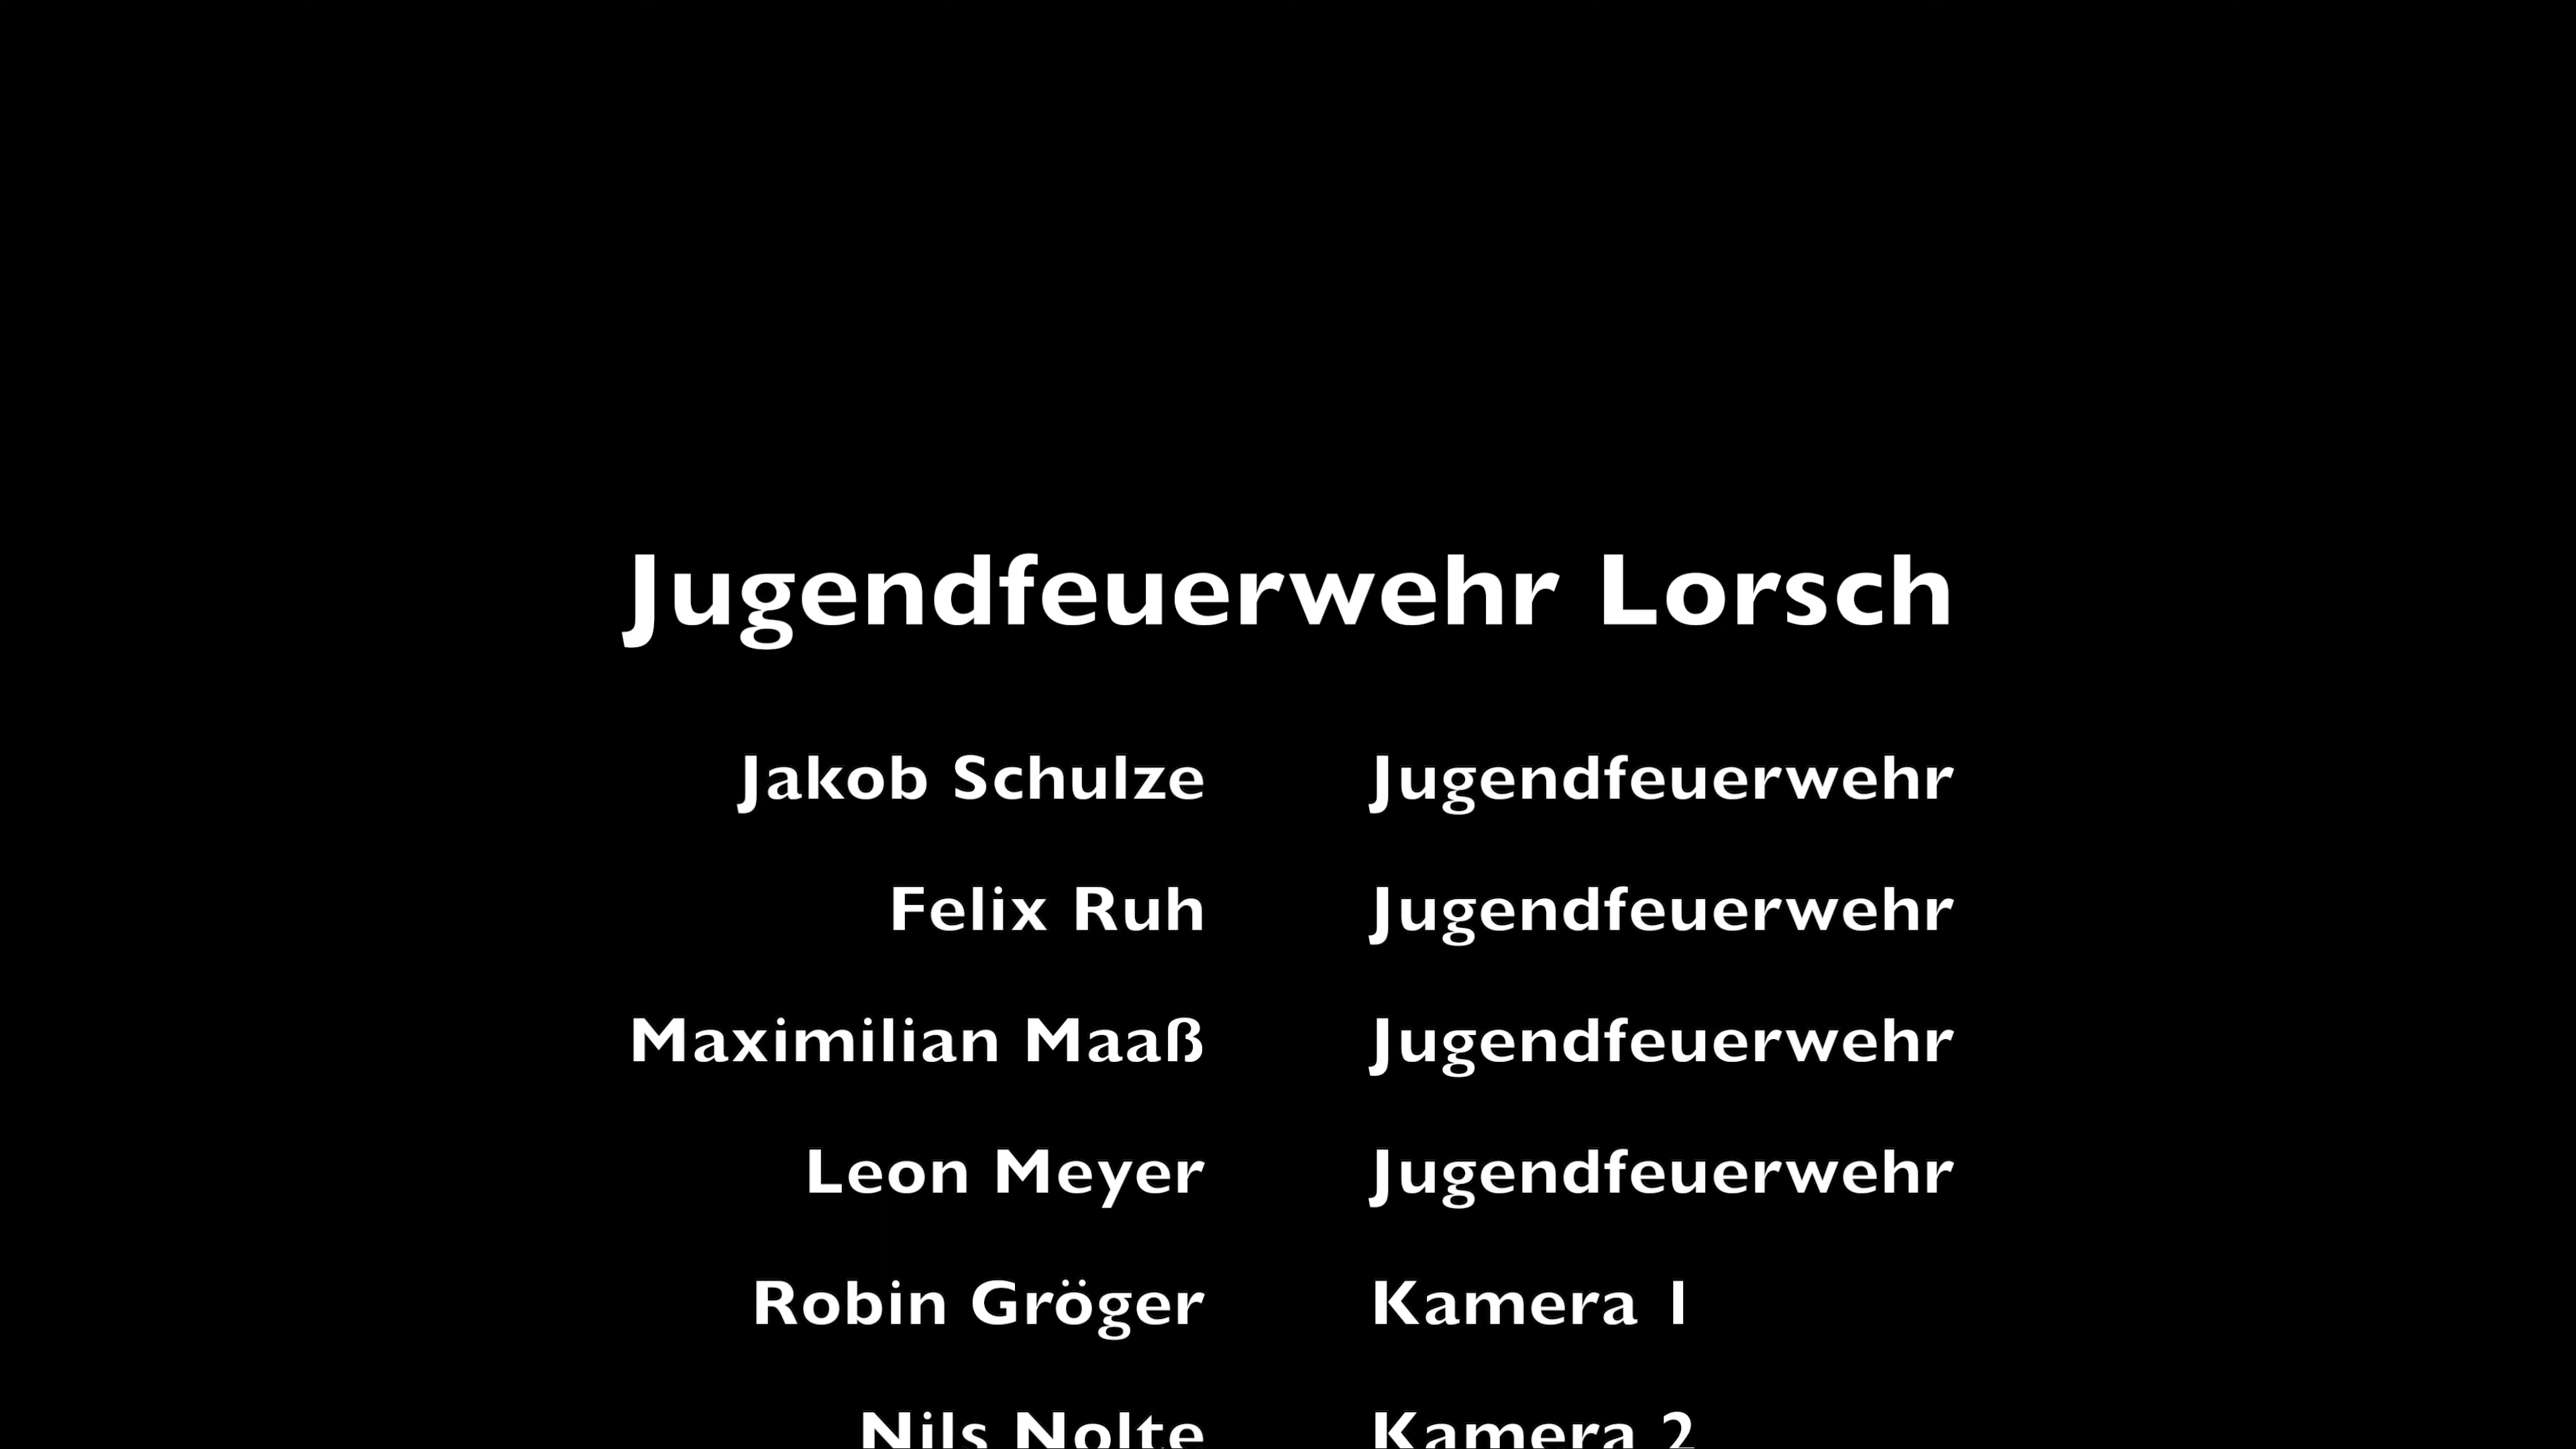 Jugendfeuerwehr Lorsch
Jakob Schulze Jugendfeuerwehr
Felix Ruh Jugendfeuerwehr
Maximilian Maaß Jugendfeuerwehr
Leon Meyer Jugendfeuerwehr
Robin Gröger Kamera 1
Nils Nolte Kamera 2